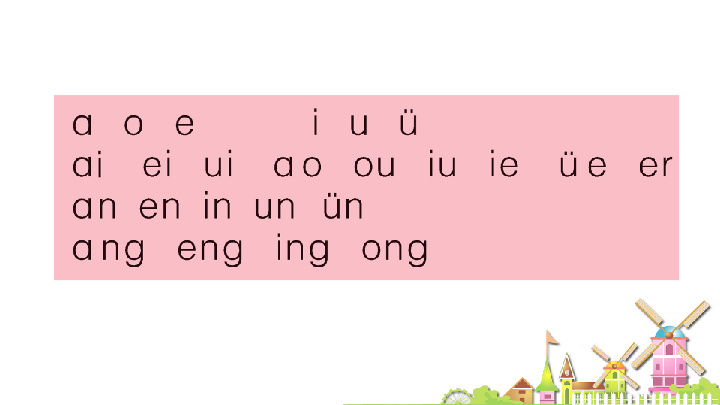 a o e i u ü
ai ei ui ao ou iu ie üe er
an en in un ün
ang eng ing ong